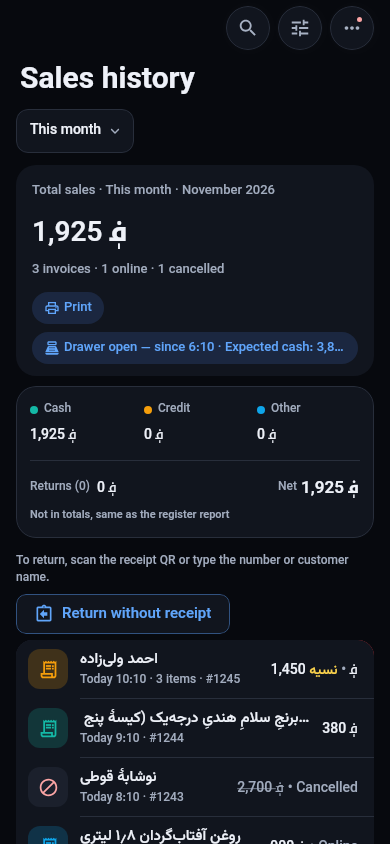 Sales history
This month
Total sales · This month · November 2026
1,925 ؋
3 invoices · 1 online · 1 cancelled
Print
Drawer open — since 6:10 · Expected cash: 3,8…
Cash
1,925 ؋
Credit
0 ؋
Other
0 ؋
Returns (0) 0 ؋
Net 1,925 ؋
Not in totals, same as the register report
To return, scan the receipt QR or type the number or customer
name.
Return without receipt
احمد ولی‌زاده
1,450 نسیه • ؋
Today 10:10 · 3 items · #1245
برنجِ سلامِ هندیِ درجه‌یک (کیسهٔ پنج…
380 ؋
Today 9:10 · #1244
نوشابهٔ قوطی
2,700 ؋ • Cancelled
Today 8:10 · #1243
روغن آفتاب‌گردان ۱٫۸ لیتری